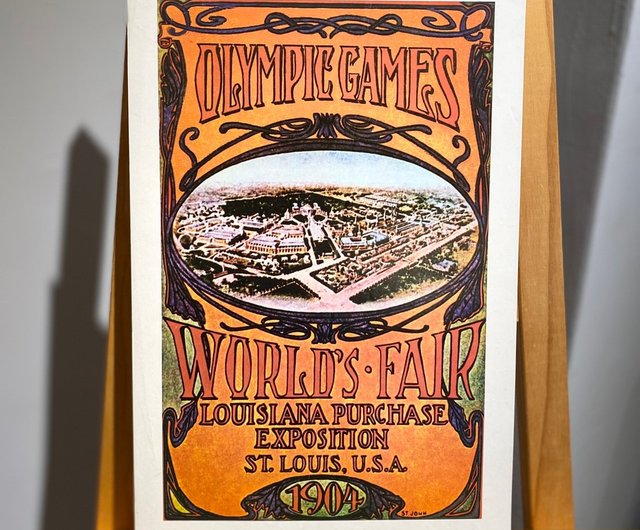 OLYMPIC GAMES
WORLD'S·FAIR
LOUISIANA PURCHASE
EXPOSITION
ST. LOUIS, U.S.A.
1904
ST. JOHN